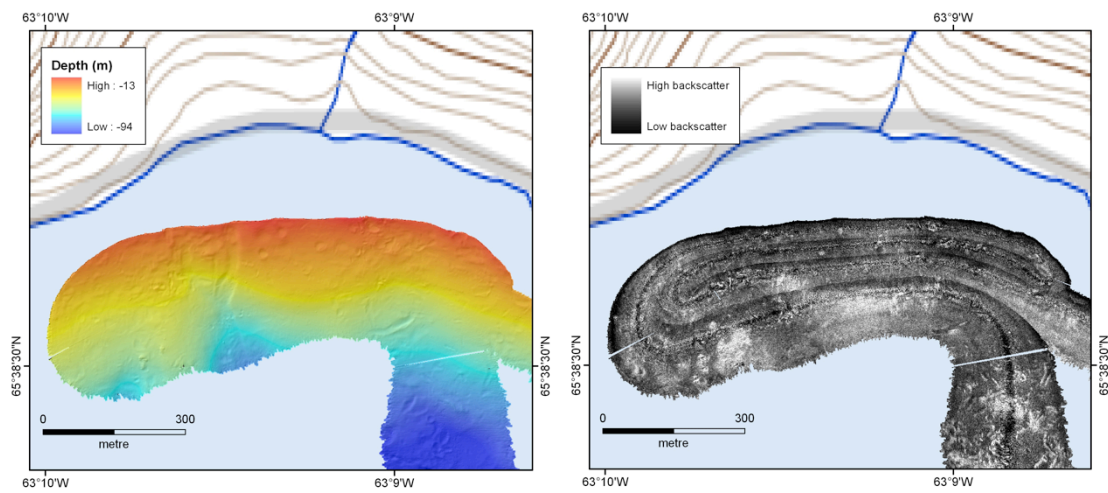 63°10'W
63°9'W
63°10'W
63°9'W
Depth (m)
High : -13
Low : -94
High backscatter
Low backscatter
65°38'30"N
65°38'30"N
65°38'30"N
65°38'30"N
0
300
metre
0
300
metre
63°10'W
63°9'W
63°10'W
63°9'W